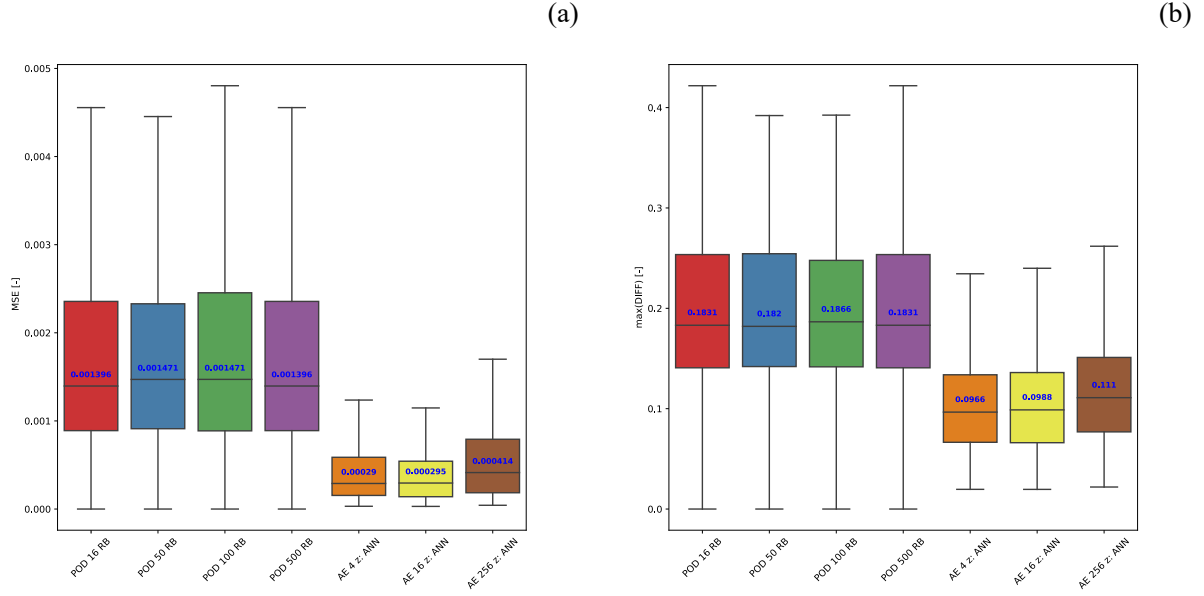 (a)
(b)
0.005
0.004
0.003
0.002
0.001
0.000
MSE [-]
0.001396
0.001471
0.001471
0.001396
0.00029
0.000295
0.000414
POD 16 RB
POD 50 RB
POD 100 RB
POD 500 RB
AE 4 z: ANN
AE 16 z: ANN
AE 256 z: ANN
0.4
0.3
0.2
0.1
0.0
max(DIFF) [-]
0.1831
0.182
0.1866
0.1831
0.0966
0.0988
0.111
POD 16 RB
POD 50 RB
POD 100 RB
POD 500 RB
AE 4 z: ANN
AE 16 z: ANN
AE 256 z: ANN